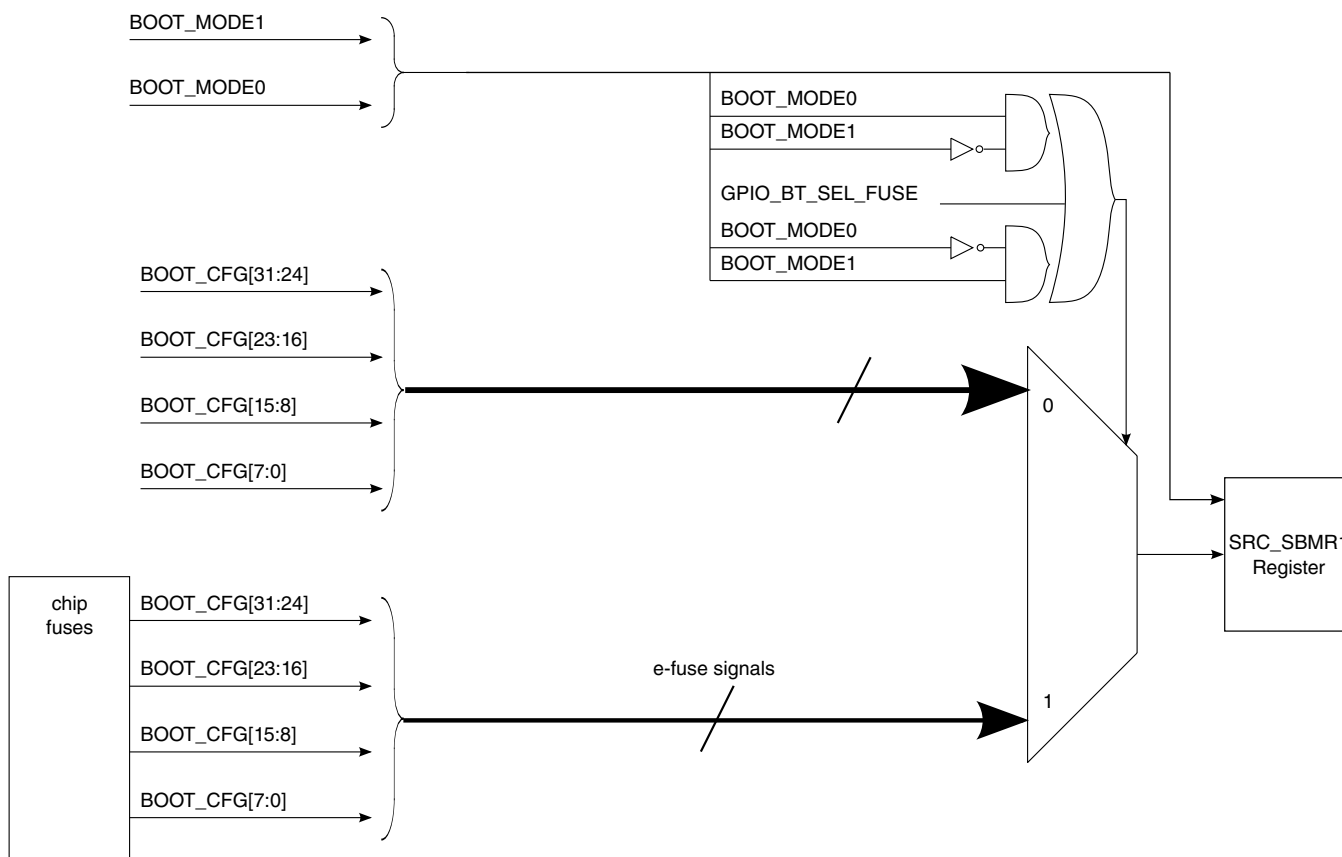 BOOT_MODE1
BOOT_MODE0
BOOT_MODE0
BOOT_MODE1
GPIO_BT_SEL_FUSE
BOOT_MODE0
BOOT_MODE1
BOOT_CFG[31:24]
BOOT_CFG[23:16]
BOOT_CFG[15:8]
BOOT_CFG[7:0]
0
SRC_SBMR1
Register
chip
fuses
BOOT_CFG[31:24]
BOOT_CFG[23:16]
BOOT_CFG[15:8]
BOOT_CFG[7:0]
e-fuse signals
1